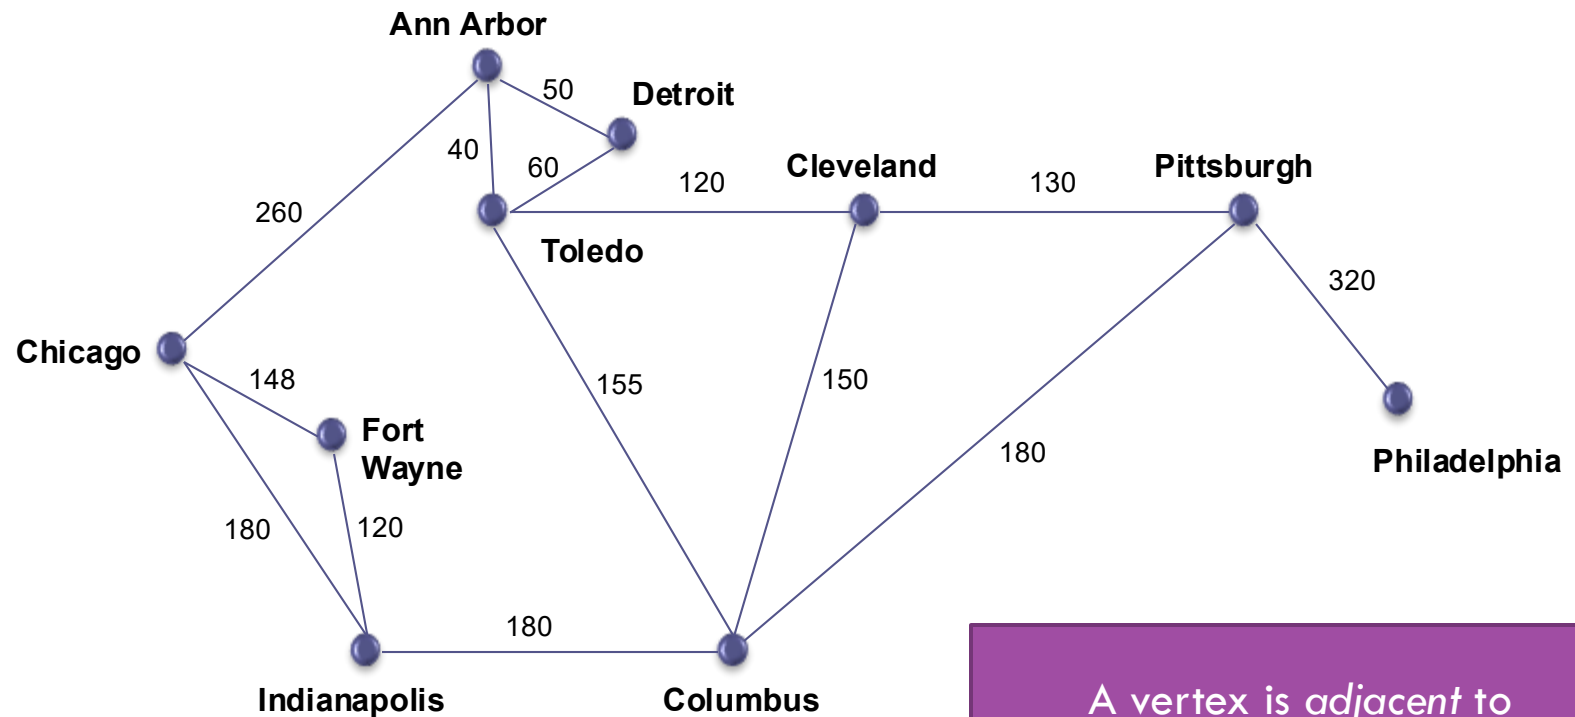 Ann Arbor
50
Detroit
40
60
Cleveland
Pittsburgh
120
130
260
Toledo
320
Chicago
148
155
150
Fort
Wayne
180
Philadelphia
180
120
180
Indianapolis
Columbus
A vertex is adjacent to